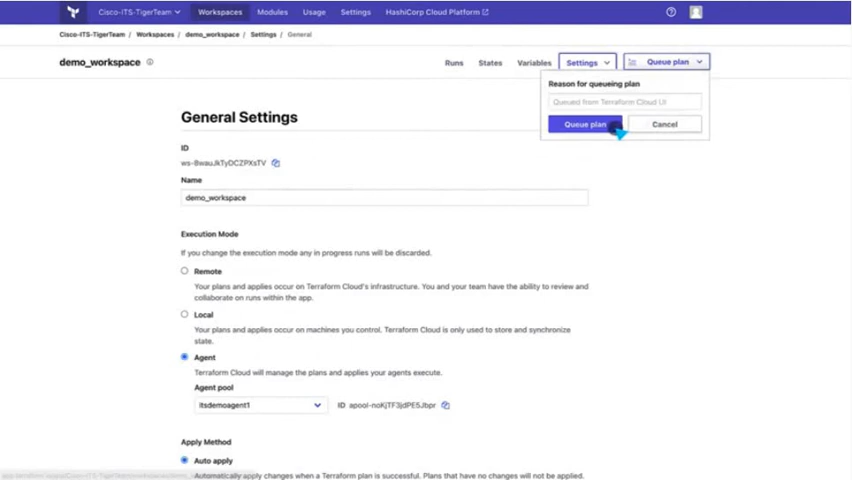 Cisco-ITS-TigerTeam Workspaces Modules Usage Settings HashiCorp Cloud Platform
Cisco-ITS-TigerTeam / Workspaces / demo_workspace / Settings / General
demo_workspace Runs States Variables Settings Queue plan
Reason for queueing plan
Queued from Terraform Cloud UI
Queue plan Cancel
General Settings
ID
Name
demo_workspace
Execution Mode
If you change the execution mode any in progress runs will be discarded.
Remote
Your plans and applies occur on Terraform Cloud's infrastructure. You and your team have the ability to review and
collaborate on runs within the app.
Local
Your plans and applies occur on machines you control. Terraform Cloud is only used to store and synchronize
state.
Agent
Terraform Cloud will manage the plans and applies your agents execute.
Agent pool
itsdemoagent1 ID apool-noKjTF3jdPE5Jbpr
Apply Method
Auto apply
Automatically apply changes when a Terraform plan is successful. Plans that have no changes will not be applied.